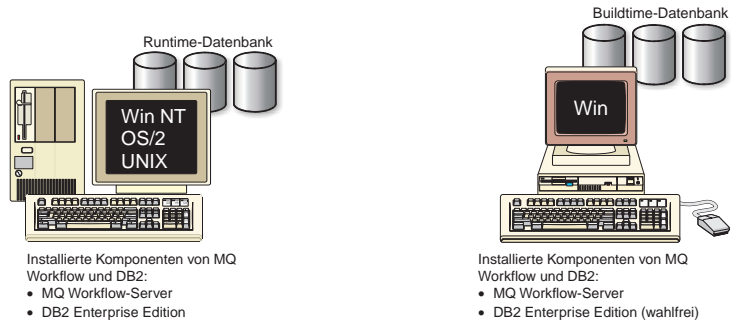 Runtime-Datenbank
Win NT
OS/2
UNIX
Installierte Komponenten von MQ
Workflow und DB2:
• MQ Workflow-Server
• DB2 Enterprise Edition
Buildtime-Datenbank
Win
Installierte Komponenten von MQ
Workflow und DB2:
• MQ Workflow-Server
• DB2 Enterprise Edition (wahlfrei)